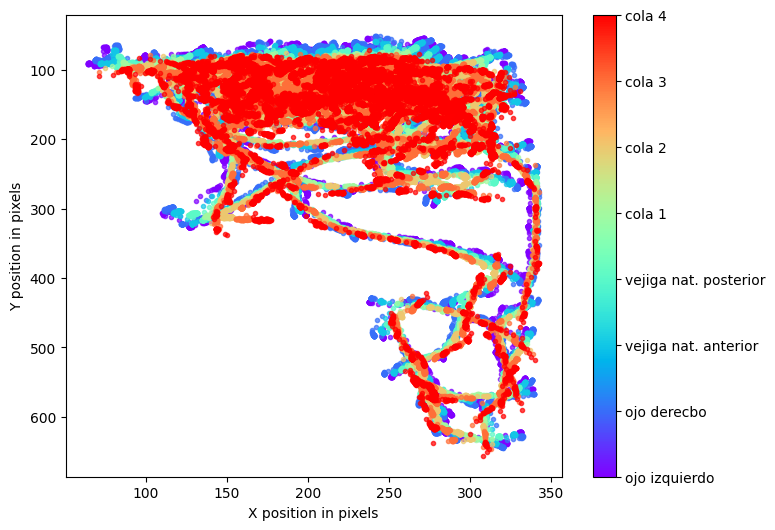 100
200
300
400
500
600
Y position in pixels
100
150
200
250
300
350
X position in pixels
cola 4
cola 3
cola 2
cola 1
vejiga nat. posterior
vejiga nat. anterior
ojo derecbo
ojo izquierdo